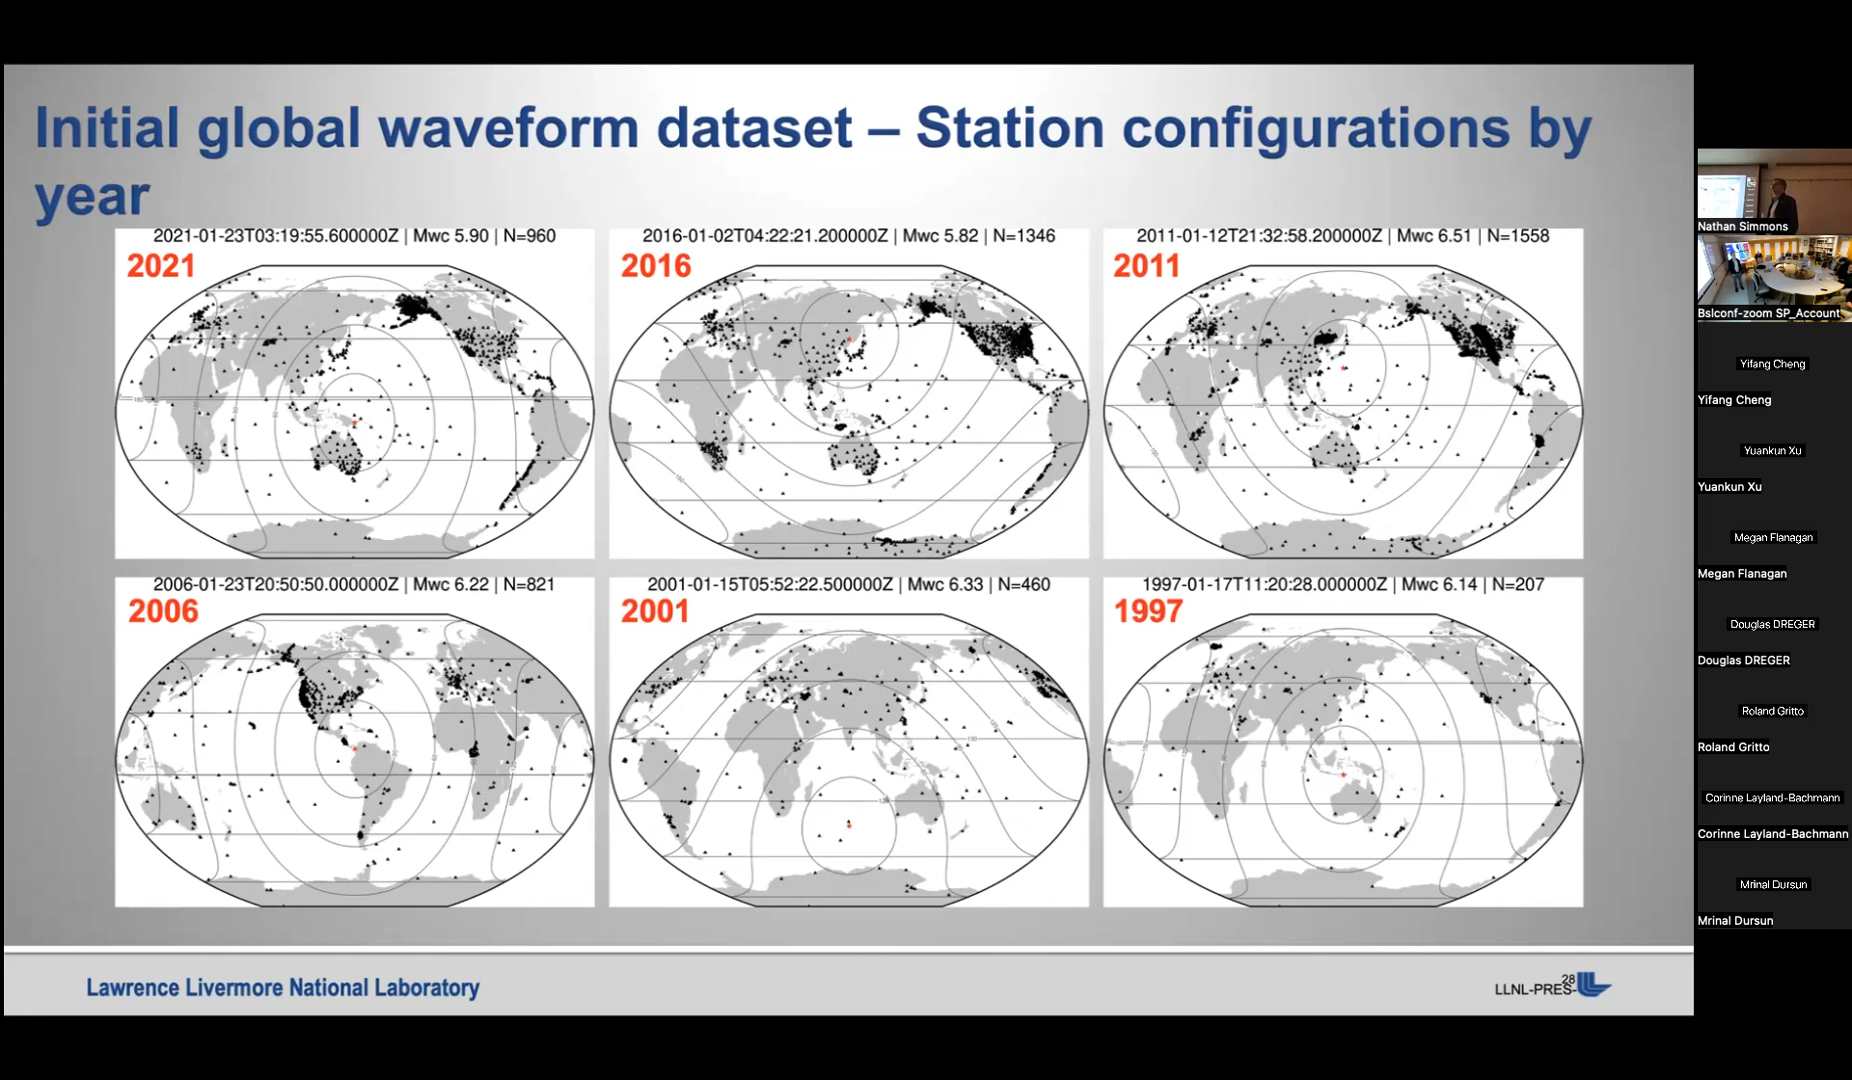 Initial global waveform dataset – Station configurations by
year
2021-01-23T03:19:55.600000Z | Mwc 5.90 | N=960
2021
2016-01-02T04:22:21.200000Z | Mwc 5.82 | N=1346
2016
2011-01-12T21:32:58.200000Z | Mwc 6.51 | N=1558
2011
2006-01-23T20:50:50.000000Z | Mwc 6.22 | N=821
2006
2001-01-15T05:52:22.500000Z | Mwc 6.33 | N=460
2001
1997-01-17T11:20:28.000000Z | Mwc 6.14 | N=207
1997
Lawrence Livermore National Laboratory
28
LLNL-PRES-
Nathan Simmons
Bslconf-zoom SP_Account
Yifang Cheng
Yifang Cheng
Yuankun Xu
Yuankun Xu
Megan Flanagan
Megan Flanagan
Douglas DREGER
Douglas DREGER
Roland Gritto
Roland Gritto
Corinne Layland-Bachmann
Corinne Layland-Bachmann
Mrinal Dursun
Mrinal Dursun